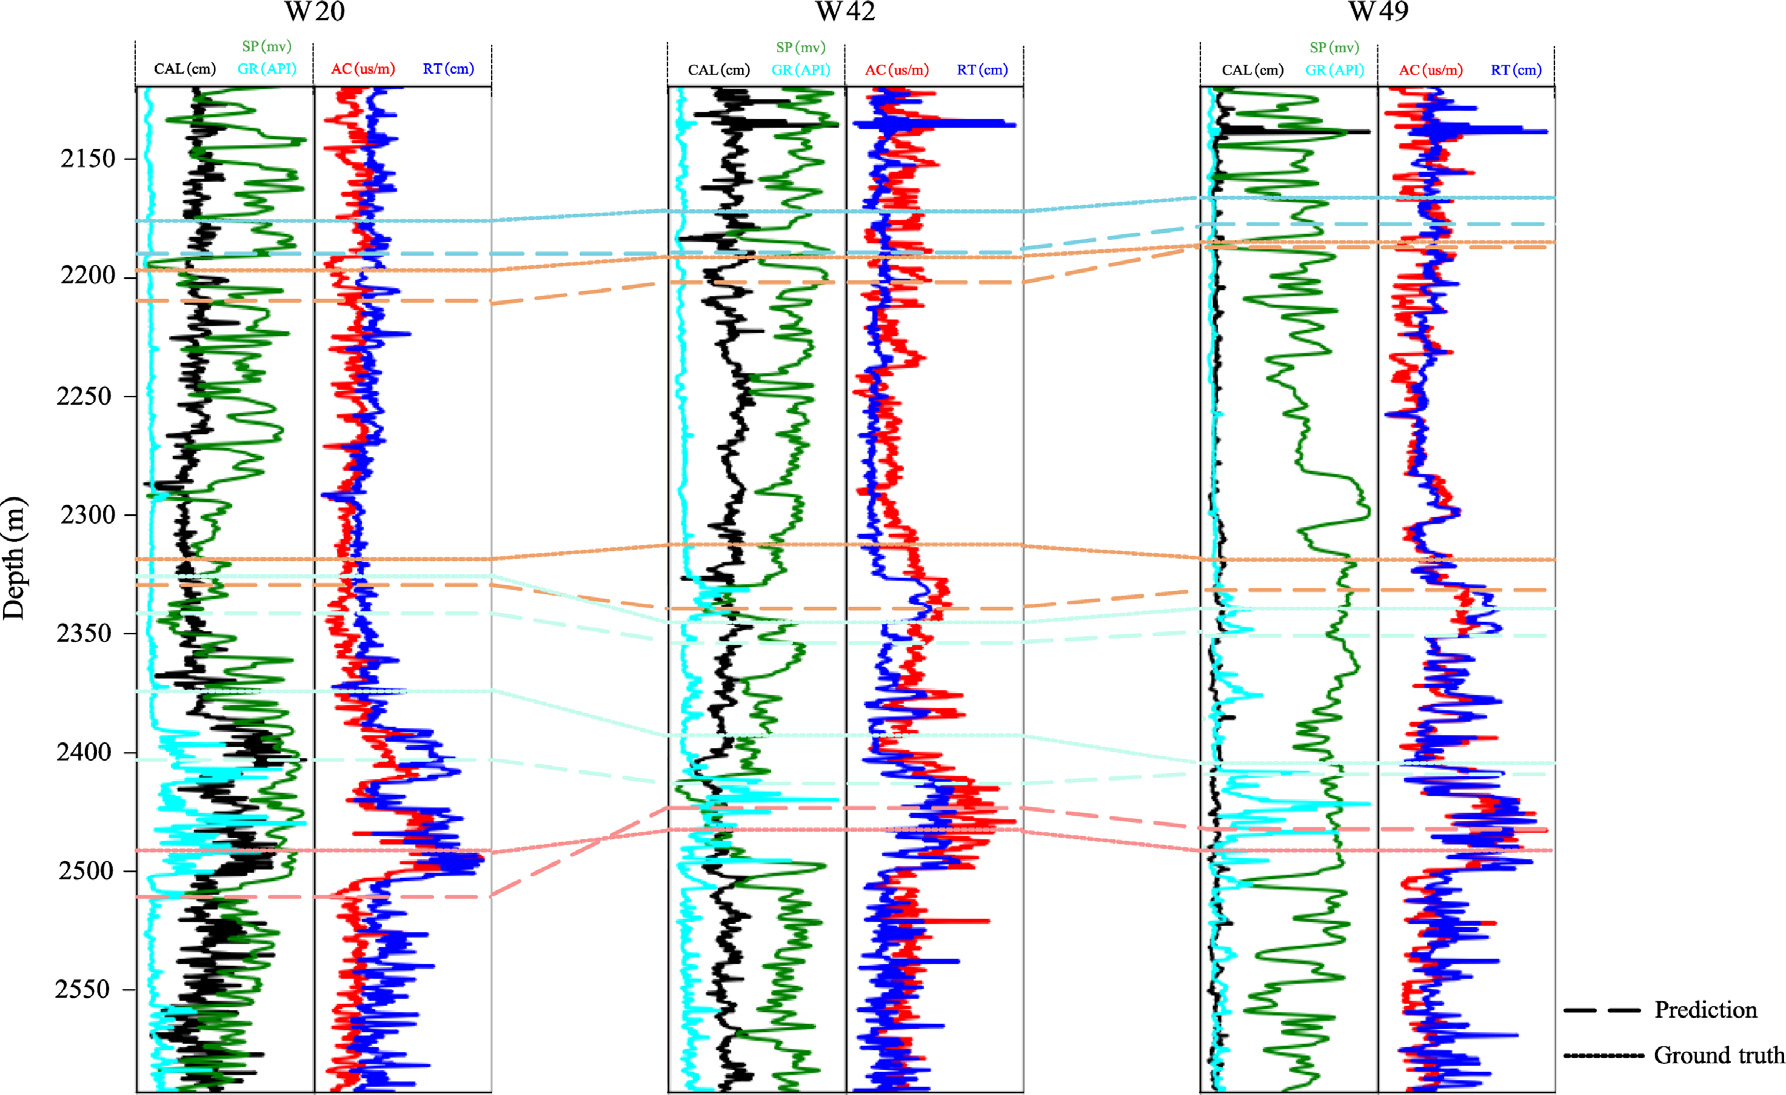 W20 W42 W49
SP(mv) SP(mv) SP(mv)
CAL(cm) GR(API) AC(us/m) RT(cm) CAL(cm) GR(API) AC(us/m) RT(cm) CAL(cm) GR(API) AC(us/m) RT(cm)
2150
2200
2250
2300
2350
2400
2500
2550
Depth(m)
Prediction
Ground truth